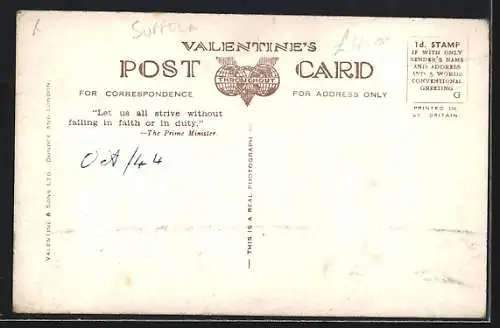 SUFFOLK
VALENTINE'S
POST CARD
THROUGHOUT
FOR CORRESPONDENCE
FOR ADDRESS ONLY
1d. STAMP
IF WITH ONLY
SENDER'S NAME
AND ADDRESS
AND 5 WORDS
CONVENTIONAL
GREETING
G
PRINTED IN
GT BRITAIN
"Let us all strive without
failing in faith or in duty."
—The Prime Minister.
Oct/44
VALENTINE & SONS LTD. DUNDEE AND LONDON.
— THIS IS A REAL PHOTOGRAPH —